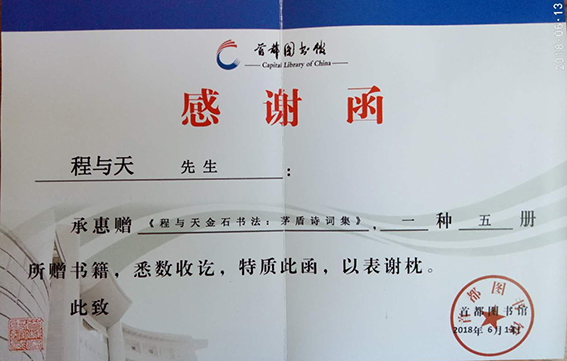 首都图书馆
Capital Library of China
感谢函
程与天 先生：
承惠赠《程与天金石书法：茅盾诗词集》，一种五册
所赠书籍，悉数收讫，特质此函，以表谢忱。
此致
首都图书馆
2018年6月1日